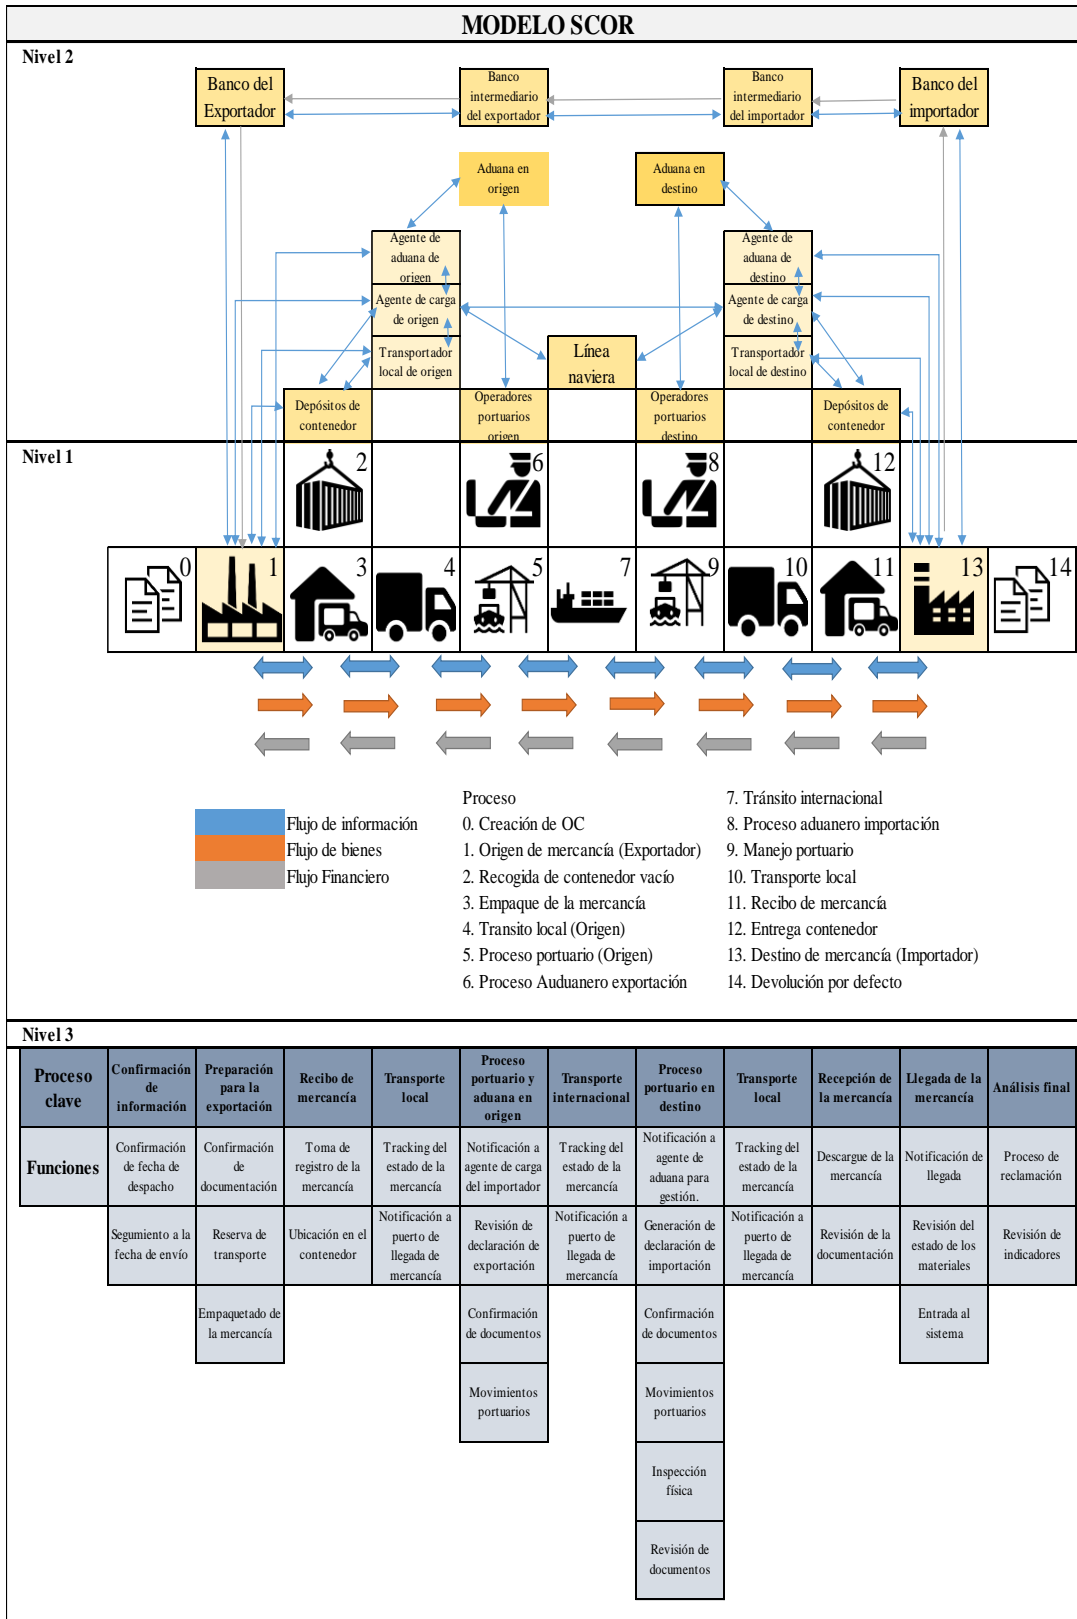 MODELO SCOR
Nivel 2
Banco del
Exportador
Banco
intermediario
del exportador
Banco
intermediario
del importador
Banco del
importador
Aduana en
origen
Aduana en
destino
Agente de
aduana de
origen
Agente de
aduana de
destino
Agente de carga
de origen
Agente de carga
de destino
Transportador
local de origen
Línea
naviera
Transportador
local de destino
Depósitos de
contenedor
Operadores
portuarios
origen
Operadores
portuarios
destino
Depósitos de
contenedor
Nivel 1
2
6
8
12
0
1
3
4
5
7
9
10
11
13
14
Flujo de información
Flujo de bienes
Flujo Financiero
Proceso
0. Creación de OC
1. Origen de mercancía (Exportador)
2. Recogida de contenedor vacío
3. Empaque de la mercancía
4. Transito local (Origen)
5. Proceso portuario (Origen)
6. Proceso Auduanero exportación
7. Tránsito internacional
8. Proceso aduanero importación
9. Manejo portuario
10. Transporte local
11. Recibo de mercancía
12. Entrega contenedor
13. Destino de mercancía (Importador)
14. Devolución por defecto
Nivel 3
Proceso
clave
Confirmación
de
información
Preparación
para la
exportación
Recibo de
mercancía
Transporte
local
Proceso
portuario y
aduana en
origen
Transporte
internacional
Proceso
portuario en
destino
Transporte
local
Recepción de
la mercancía
Llegada de la
mercancía
Análisis final
Funciones
Confirmación
de fecha de
despacho
Confirmación
de
documentación
Toma de
registro de la
mercancía
Tracking del
estado de la
mercancía
Notificación a
agente de carga
del importador
Tracking del
estado de la
mercancía
Notificación a
agente de
aduana para
gestión.
Tracking del
estado de la
mercancía
Descargue de la
mercancía
Notificación de
llegada
Proceso de
reclamación
Segumiento a la
fecha de envío
Reserva de
transporte
Ubicación en el
contenedor
Notificación a
puerto de
llegada de
mercancía
Revisión de
declaración de
exportación
Notificación a
puerto de
llegada de
mercancía
Generación de
declaración de
importación
Notificación a
puerto de
llegada de
mercancía
Revisión de la
documentación
Revisión del
estado de los
materiales
Revisión de
indicadores
Empaquetado de
la mercancía
Confirmación
de documentos
Confirmación
de documentos
Entrada al
sistema
Movimientos
portuarios
Movimientos
portuarios
Inspección
física
Revisión de
documentos